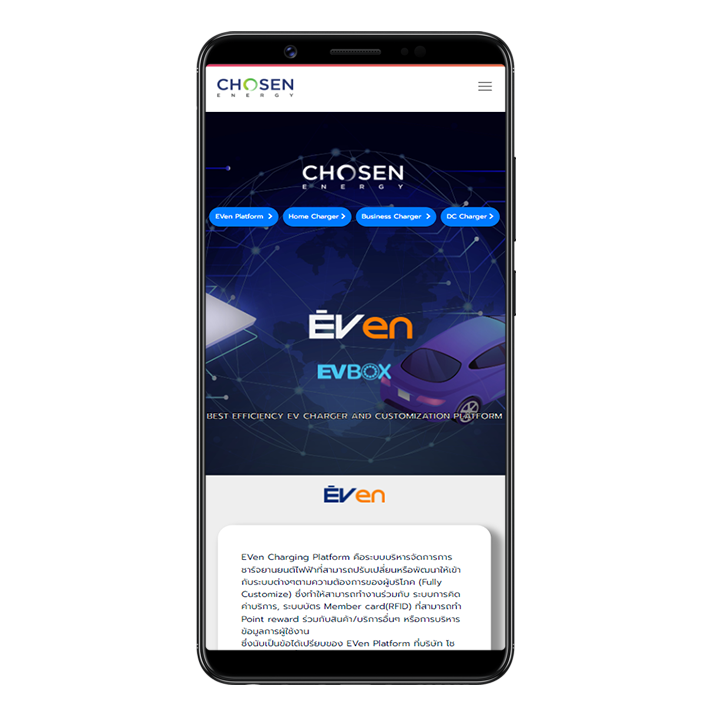 CHOSEN
ENERGY
CHOSEN
ENERGY
EVen Platform
Home Charger
Business Charger
DC Charger
ĒVen
EVBOX
BEST EFFICIENCY EV CHARGER AND CUSTOMIZATION PLATFORM
ĒVen
EVen Charging Platform คือระบบบริหารจัดการการ
ชาร์จยานยนต์ไฟฟ้าที่สามารถปรับเปลี่ยนหรือพัฒนาให้เข้า
กับระบบต่างๆตามความต้องการของผู้บริโภค (Fully
Customize) ซึ่งทำให้สามารถทำงานร่วมกับ ระบบการคิด
ค่าบริการ, ระบบบัตร Member card(RFID) ที่สามารถทำ
Point reward ร่วมกับสินค้า/บริการอื่นๆ หรือการบริหาร
ข้อมูลการผู้ใช้งาน
ซึ่งนับเป็นข้อได้เปรียบของ EVen Platform ที่บริษัท โช